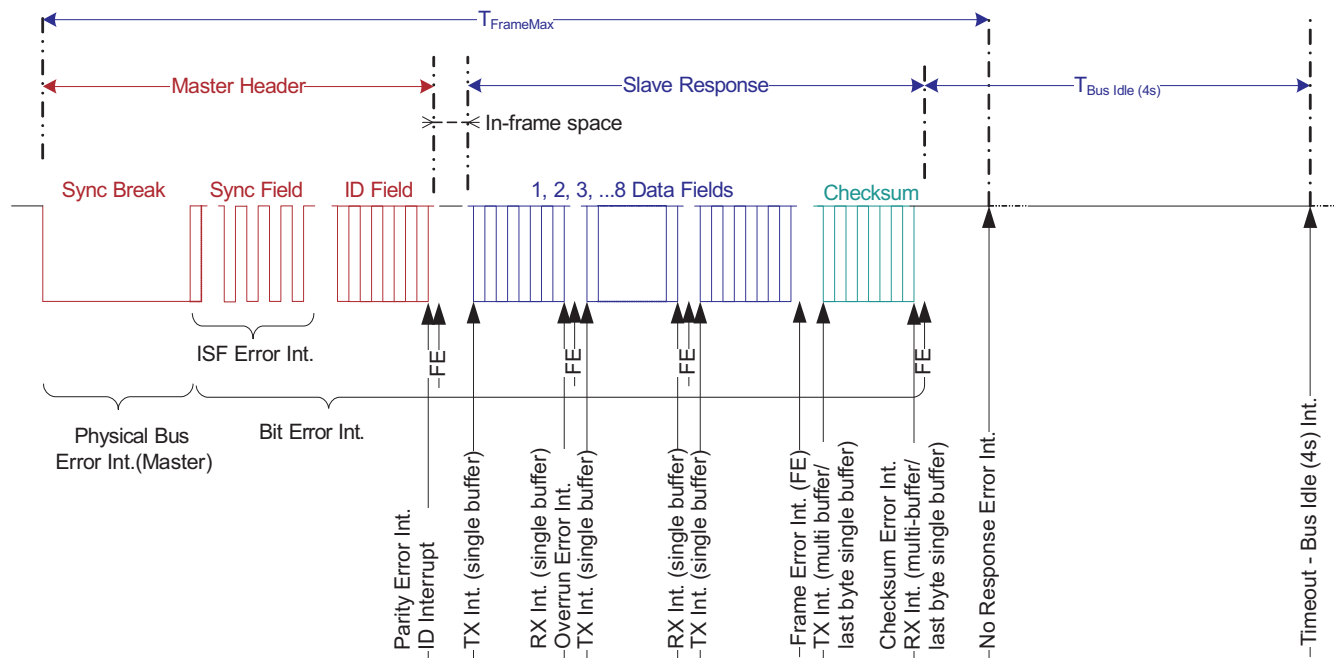 TFrameMax
Master Header
Slave Response
TBus Idle (4s)
In-frame space
Sync Break
Sync Field
ID Field
1, 2, 3, ...8 Data Fields
Checksum
ISF Error Int.
FE
FE
FE
FE
Physical Bus
Error Int.(Master)
Bit Error Int.
Parity Error Int.
ID Interrupt
TX Int. (single buffer)
RX Int. (single buffer)
Overrun Error Int.
TX Int. (single buffer)
RX Int. (single buffer)
TX Int. (single buffer)
Frame Error Int. (FE)
TX Int. (multi buffer/
last byte single buffer)
Checksum Error Int.
RX Int. (multi-buffer/
last byte single buffer)
No Response Error Int.
Timeout - Bus Idle (4s) Int.